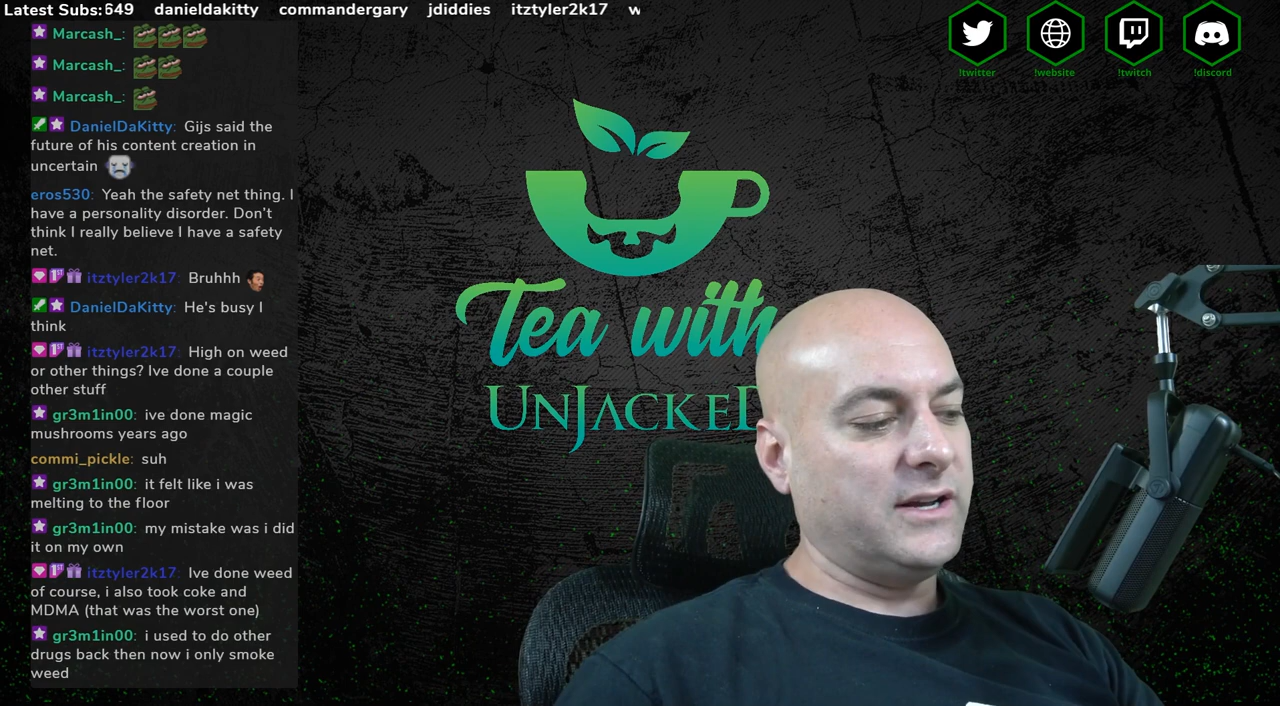 Latest Subs: 649 danieldakitty commandergary jdiddies itztyler2k17
Marcash_:
Marcash_:
Marcash_:
DanielDaKitty: Gijs said the
future of his content creation in
uncertain
eros530: Yeah the safety net thing. I
have a personality disorder. Don't
think I really believe I have a safety
net.
itztyler2k17: Bruhhh
DanielDaKitty: He's busy I
think
itztyler2k17: High on weed
or other things? Ive done a couple
other stuff
gr3m1in00: ive done magic
mushrooms years ago
commi_pickle: suh
gr3m1in00: it felt like i was
melting to the floor
gr3m1in00: my mistake was i did
it on my own
itztyler2k17: Ive done weed
of course, i also took coke and
MDMA (that was the worst one)
gr3m1in00: i used to do other
drugs back then now i only smoke
weed
!twitter
!website
!twitch
!discord
Tea with
UNJACKED